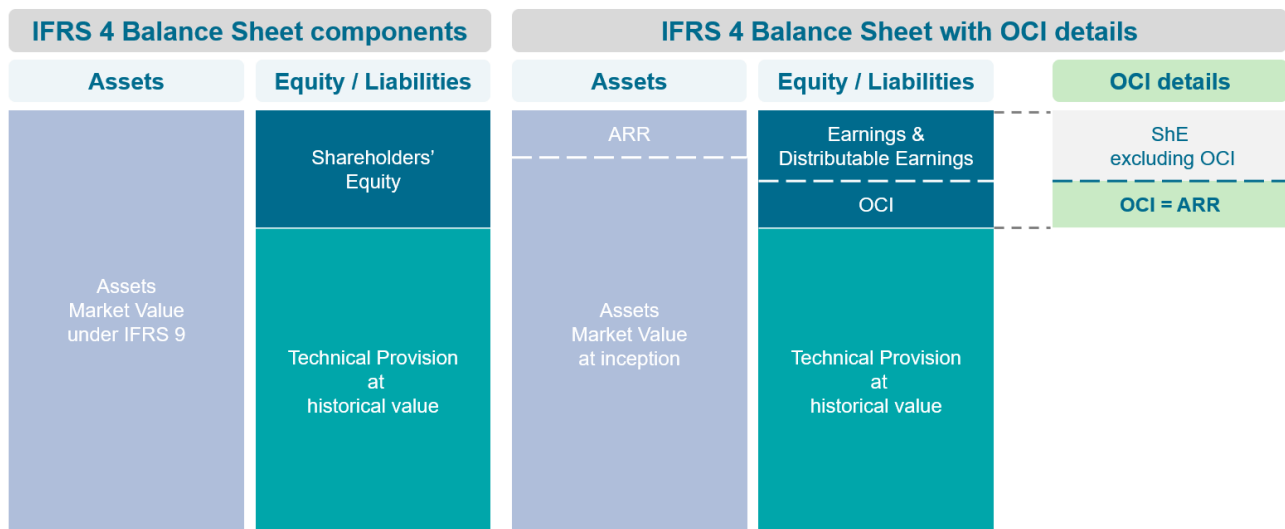 IFRS 4 Balance Sheet components
Assets
Equity / Liabilities
Assets
Market Value
under IFRS 9
Shareholders’
Equity
Technical Provision
at
historical value
IFRS 4 Balance Sheet with OCI details
Assets
Equity / Liabilities
OCI details
ARR
Assets
Market Value
at inception
Earnings &
Distributable Earnings
OCI
Technical Provision
at
historical value
ShE
excluding OCI
OCI = ARR